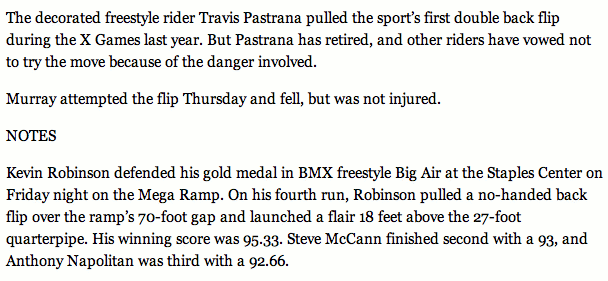 The decorated freestyle rider Travis Pastrana pulled the sport’s first double back flip
during the X Games last year. But Pastrana has retired, and other riders have vowed not
to try the move because of the danger involved.
Murray attempted the flip Thursday and fell, but was not injured.
NOTES
Kevin Robinson defended his gold medal in BMX freestyle Big Air at the Staples Center on
Friday night on the Mega Ramp. On his fourth run, Robinson pulled a no-handed back
flip over the ramp’s 70-foot gap and launched a flair 18 feet above the 27-foot
quarterpipe. His winning score was 95.33. Steve McCann finished second with a 93, and
Anthony Napolitan was third with a 92.66.